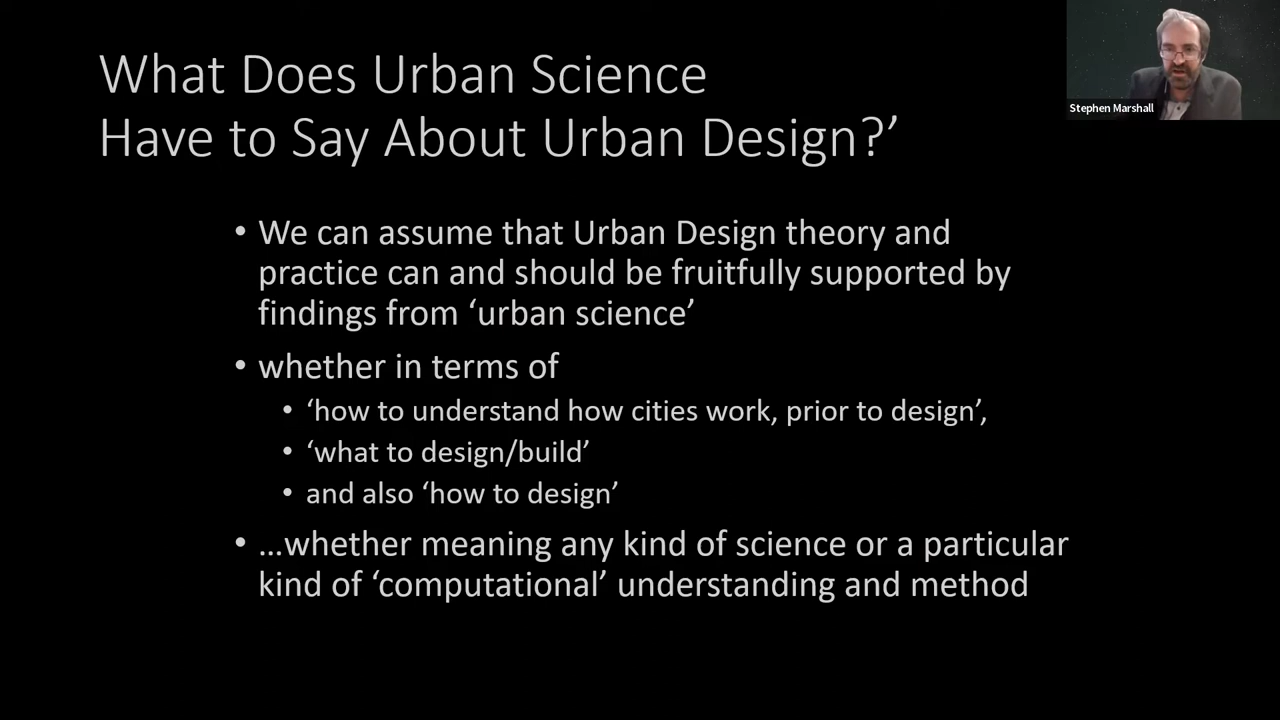 What Does Urban Science
Have to Say About Urban Design?’
Stephen Marshall
• We can assume that Urban Design theory and
practice can and should be fruitfully supported by
findings from ‘urban science’
• whether in terms of
• ‘how to understand how cities work, prior to design’,
• ‘what to design/build’
• and also ‘how to design’
• …whether meaning any kind of science or a particular
kind of ‘computational’ understanding and method